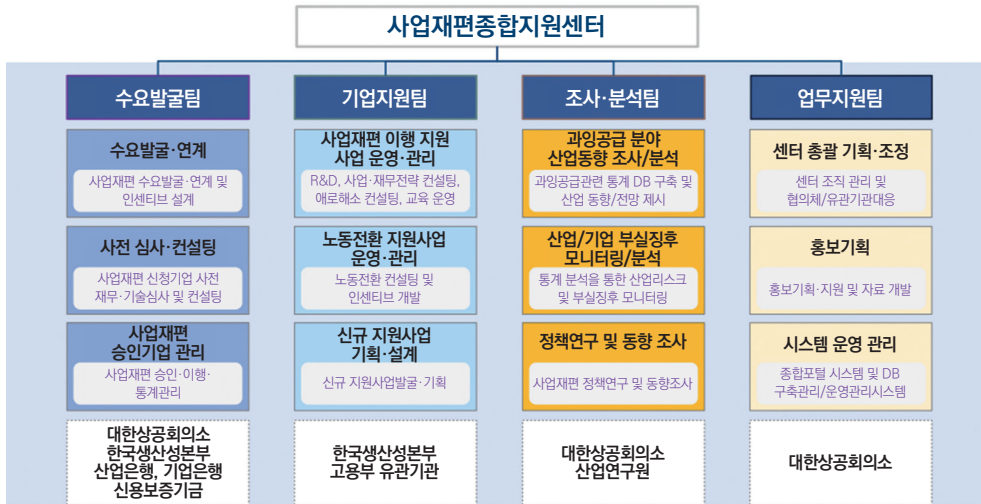 사업재편종합지원센터
수요발굴팀
수요발굴·연계
사업재편 수요발굴·연계 및
인센티브 설계
사전 심사·컨설팅
사업재편 신청기업 사전
재무·기술심사 및 컨설팅
사업재편
승인기업 관리
사업재편 승인·이행·
통계관리
대한상공회의소
한국생산성본부
산업은행, 기업은행
신용보증기금
기업지원팀
사업재편 이행 지원
사업 운영·관리
R&D, 사업·재무전략 컨설팅,
애로해소 컨설팅, 교육 운영
노동전환 지원사업
운영·관리
노동전환 컨설팅 및
인센티브 개발
신규 지원사업
기획·설계
신규 지원사업발굴·기획
한국생산성본부
고용부 유관기관
조사·분석팀
과잉공급 분야
산업동향 조사/분석
과잉공급관련 통계 DB 구축 및
산업 동향/전망 제시
산업/기업 부실징후
모니터링/분석
통계 분석을 통한 산업리스크
및 부실징후 모니터링
정책연구 및 동향 조사
사업재편 정책연구 및 동향조사
대한상공회의소
산업연구원
업무지원팀
센터 총괄 기획·조정
센터 조직 관리 및
협의체/유관기관대응
홍보기획
홍보기획·지원 및 자료 개발
시스템 운영 관리
종합포털 시스템 및 DB
구축관리/운영관리시스템
대한상공회의소